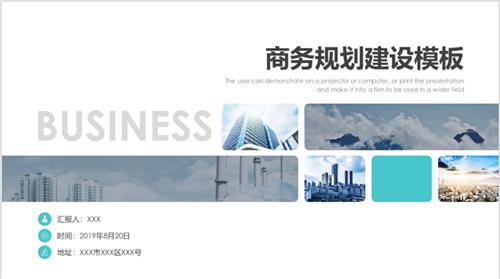 商务规划建设模板
The user can demonstrate on a projector or computer, or print the presentation
and make it into a film to be used in a wider field
BUSINESS
汇报人：XXX
时间：2019年8月20日
地址：XXX市XXX区XXX号